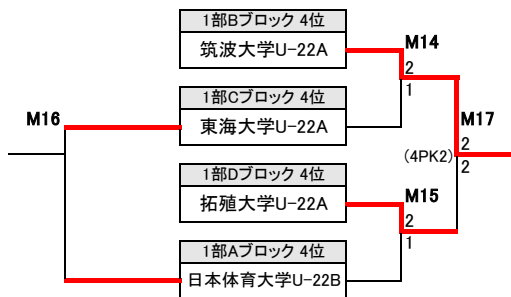 1部Bブロック 4位
筑波大学U-22A
M14
2
1
1部Cブロック 4位
東海大学U-22A
M16
M17
2
(4PK2)
2
1部Dブロック 4位
拓殖大学U-22A
M15
2
1
1部Aブロック 4位
日本体育大学U-22B